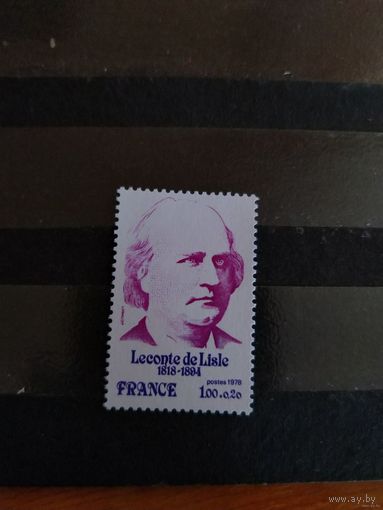 Leconte de Lisle
1818-1894
postes 1978
FRANCE 1.00+0.20
www.ay.by